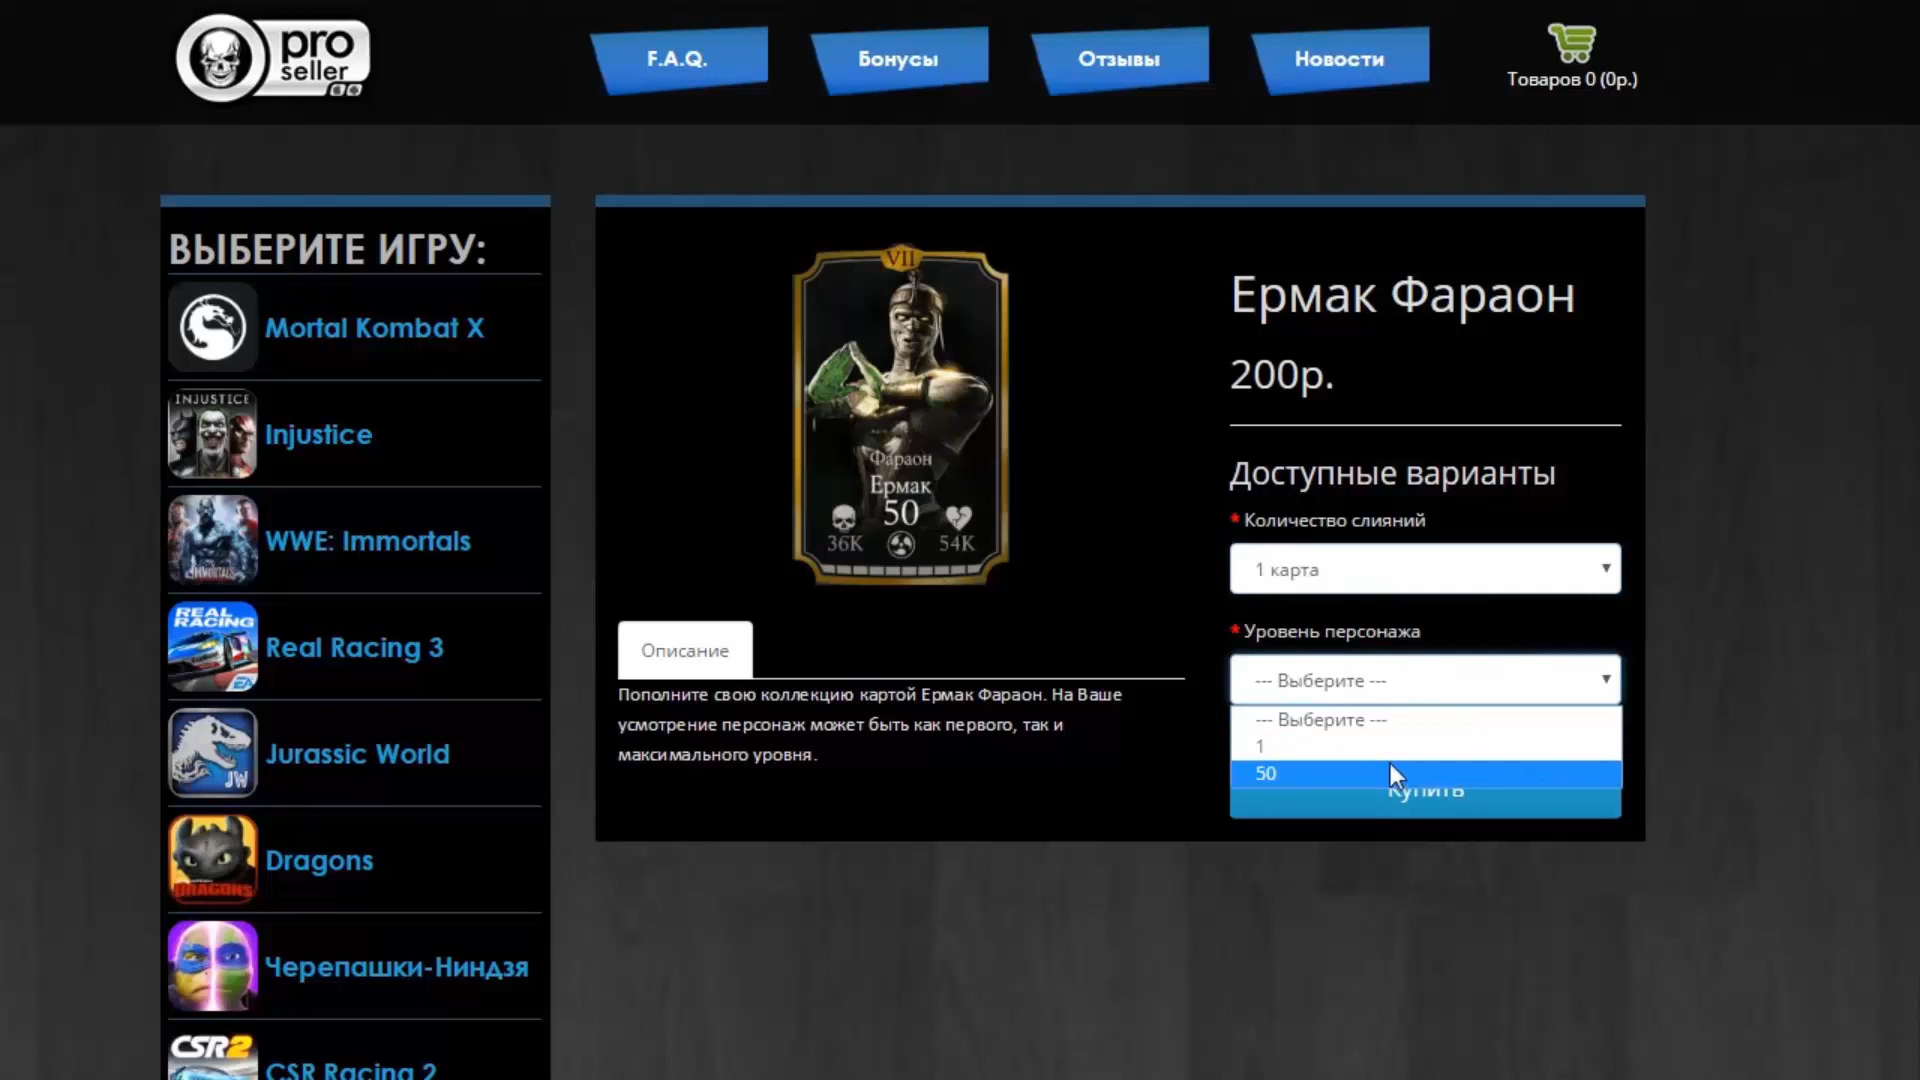 pro
seller
F.A.Q.
Бонусы
Отзывы
Новости
Товаров 0 (0р.)
ВЫБЕРИТЕ ИГРУ:
Mortal Kombat X
INJUSTICE
Injustice
IMMORTALS
WWE: Immortals
REAL
RACING
EA
Real Racing 3
JW
Jurassic World
DRAGONS
Dragons
Черепашки-Ниндзя
CSR2
CSR Racing 2
VII
Фараон
Ермак
50
36K
54K
Описание
Пополните свою коллекцию картой Ермак Фараон. На Ваше
усмотрение персонаж может быть как первого, так и
максимального уровня.
Ермак Фараон
200р.
Доступные варианты
* Количество слияний
1 карта
* Уровень персонажа
--- Выберите ---
--- Выберите ---
1
50
Купить